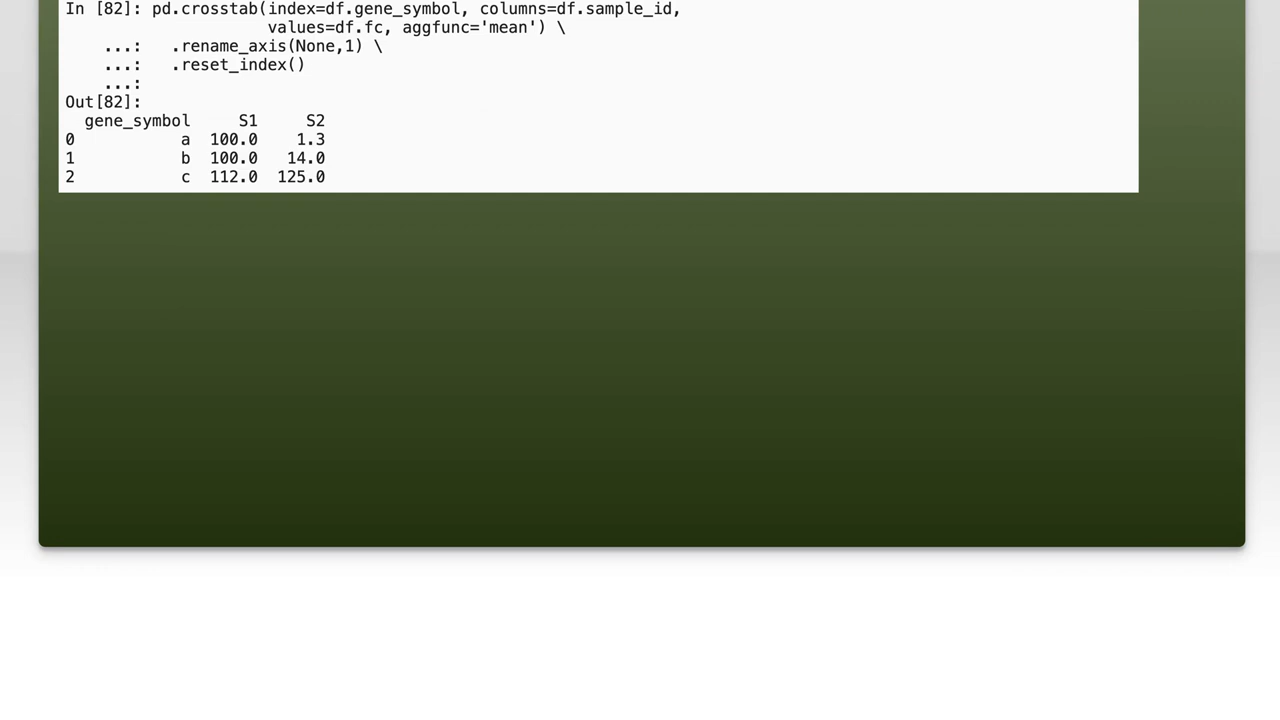 In [82]: pd.crosstab(index=df.gene_symbol, columns=df.sample_id,
values=df.fc, aggfunc='mean') \
...: .rename_axis(None,1) \
...: .reset_index()
...:
Out[82]:
gene_symbol S1 S2
0 a 100.0 1.3
1 b 100.0 14.0
2 c 112.0 125.0